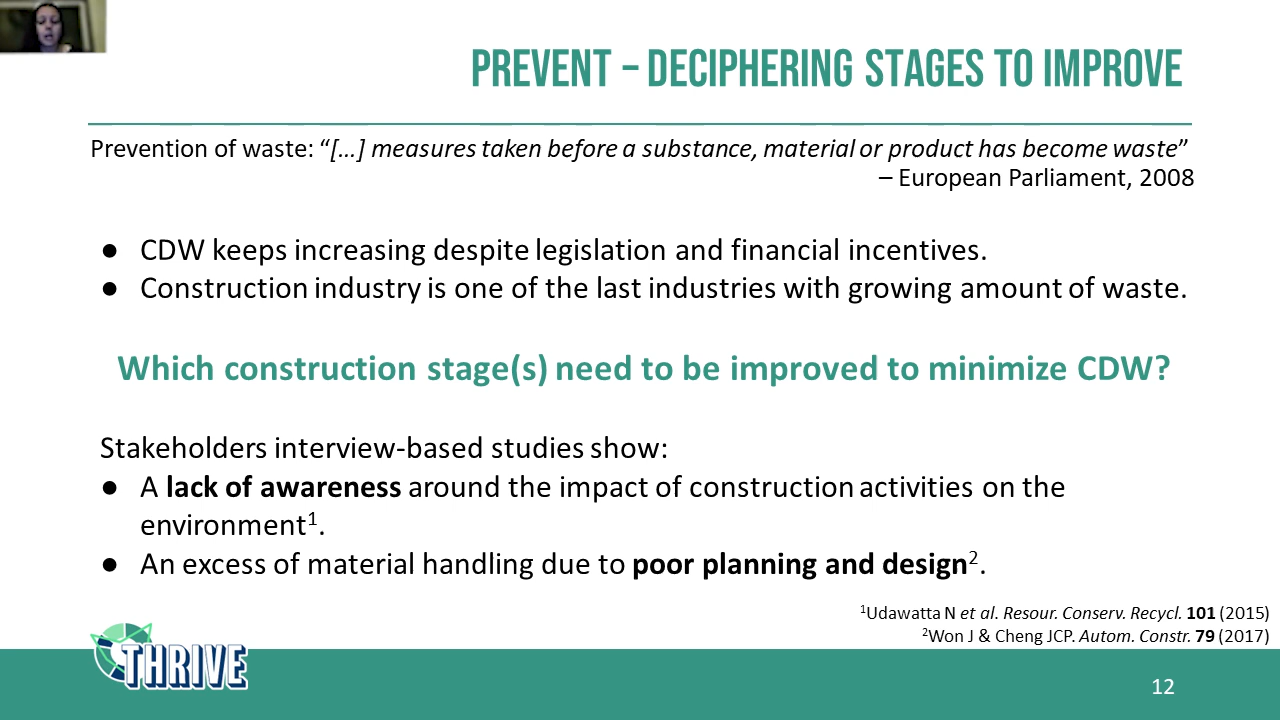 PREVENT – DECIPHERING STAGES TO IMPROVE
Prevention of waste: “[…] measures taken before a substance, material or product has become waste”
– European Parliament, 2008
● CDW keeps increasing despite legislation and financial incentives.
● Construction industry is one of the last industries with growing amount of waste.
Which construction stage(s) need to be improved to minimize CDW?
Stakeholders interview-based studies show:
● A lack of awareness around the impact of construction activities on the
environment¹.
● An excess of material handling due to poor planning and design².
¹Udawatta N et al. Resour. Conserv. Recycl. 101 (2015)
²Won J & Cheng JCP. Autom. Constr. 79 (2017)
THRIVE
12